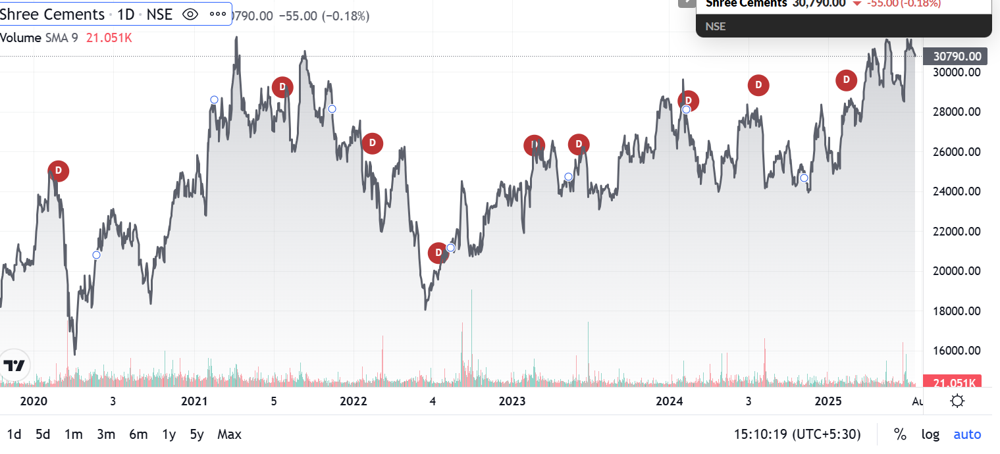 Shree Cements · 1D · NSE 0790.00 −55.00 (−0.18%)
Shree Cements 30,790.00 -55.00 (-0.18%)
NSE
Volume SMA 9 21.051K
30790.00
30000.00
28000.00
26000.00
24000.00
22000.00
20000.00
18000.00
16000.00
21.051K
D
D
D
D
D
D
D
D
D
2020 3 2021 5 2022 4 2023 2024 3 2025 Au
1d 5d 1m 3m 6m 1y 5y Max 15:10:19 (UTC+5:30) % log auto